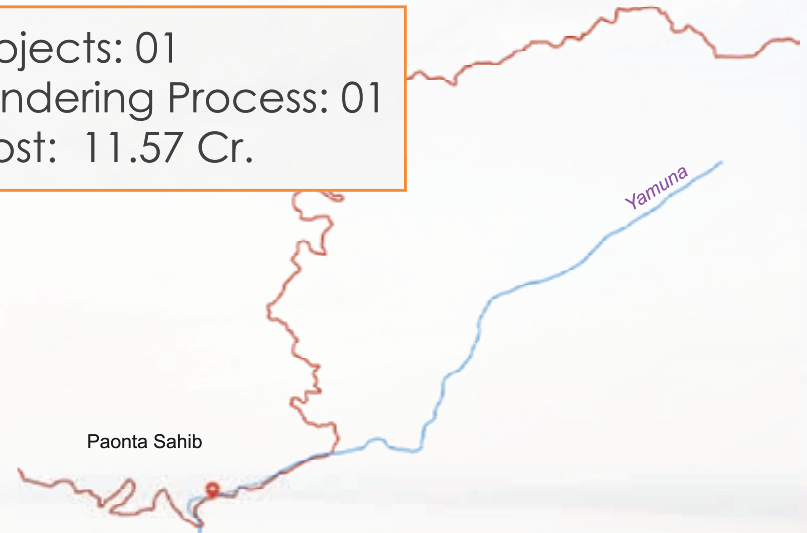 ojects: 01
ndering Process: 01
ost: 11.57 Cr.
Yamuna
Paonta Sahib